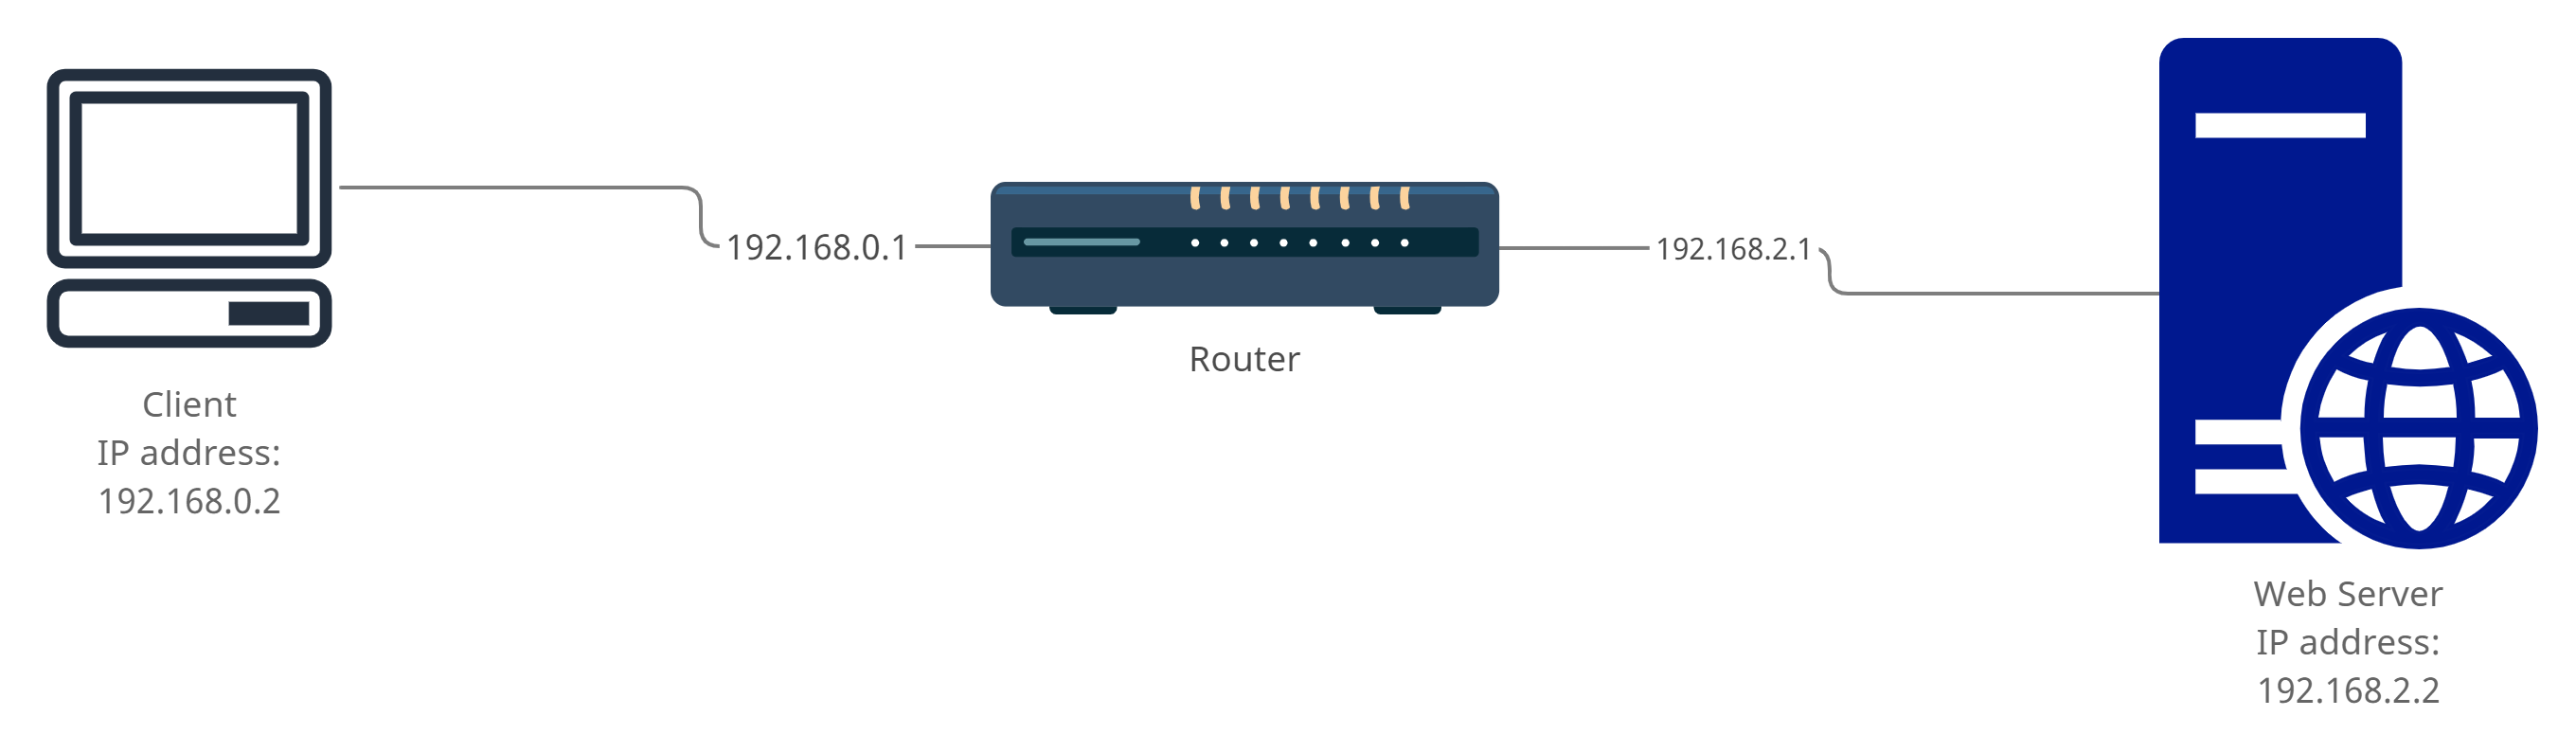 Client
IP address:
192.168.0.2
192.168.0.1
Router
192.168.2.1
Web Server
IP address:
192.168.2.2